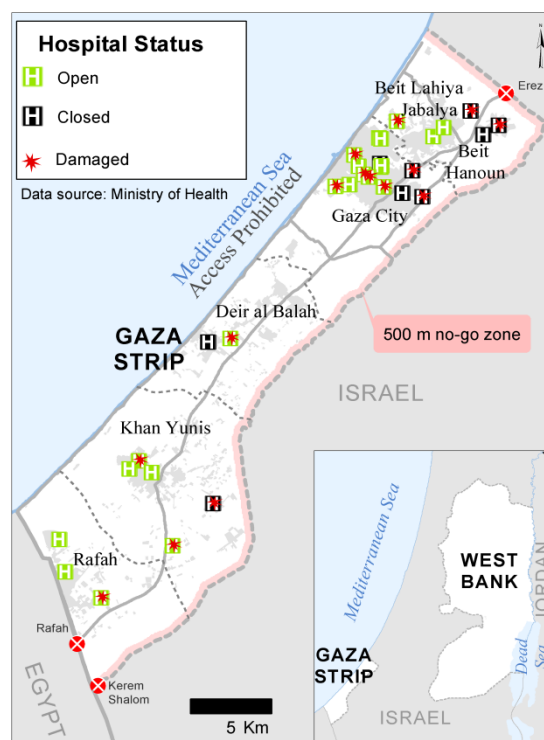 Hospital Status
H Open
H Closed
Damaged
Data source: Ministry of Health
N
Erez
Beit Lahiya
Jabalya
Beit
Hanoun
Gaza City
Mediterranean Sea
Access Prohibited
Deir al Balah
GAZA
STRIP
500 m no-go zone
ISRAEL
Khan Yunis
Rafah
Rafah
Kerem
Shalom
EGYPT
5 Km
Mediterranean Sea
WEST
BANK
JORDAN
Dead
Sea
GAZA
STRIP
ISRAEL